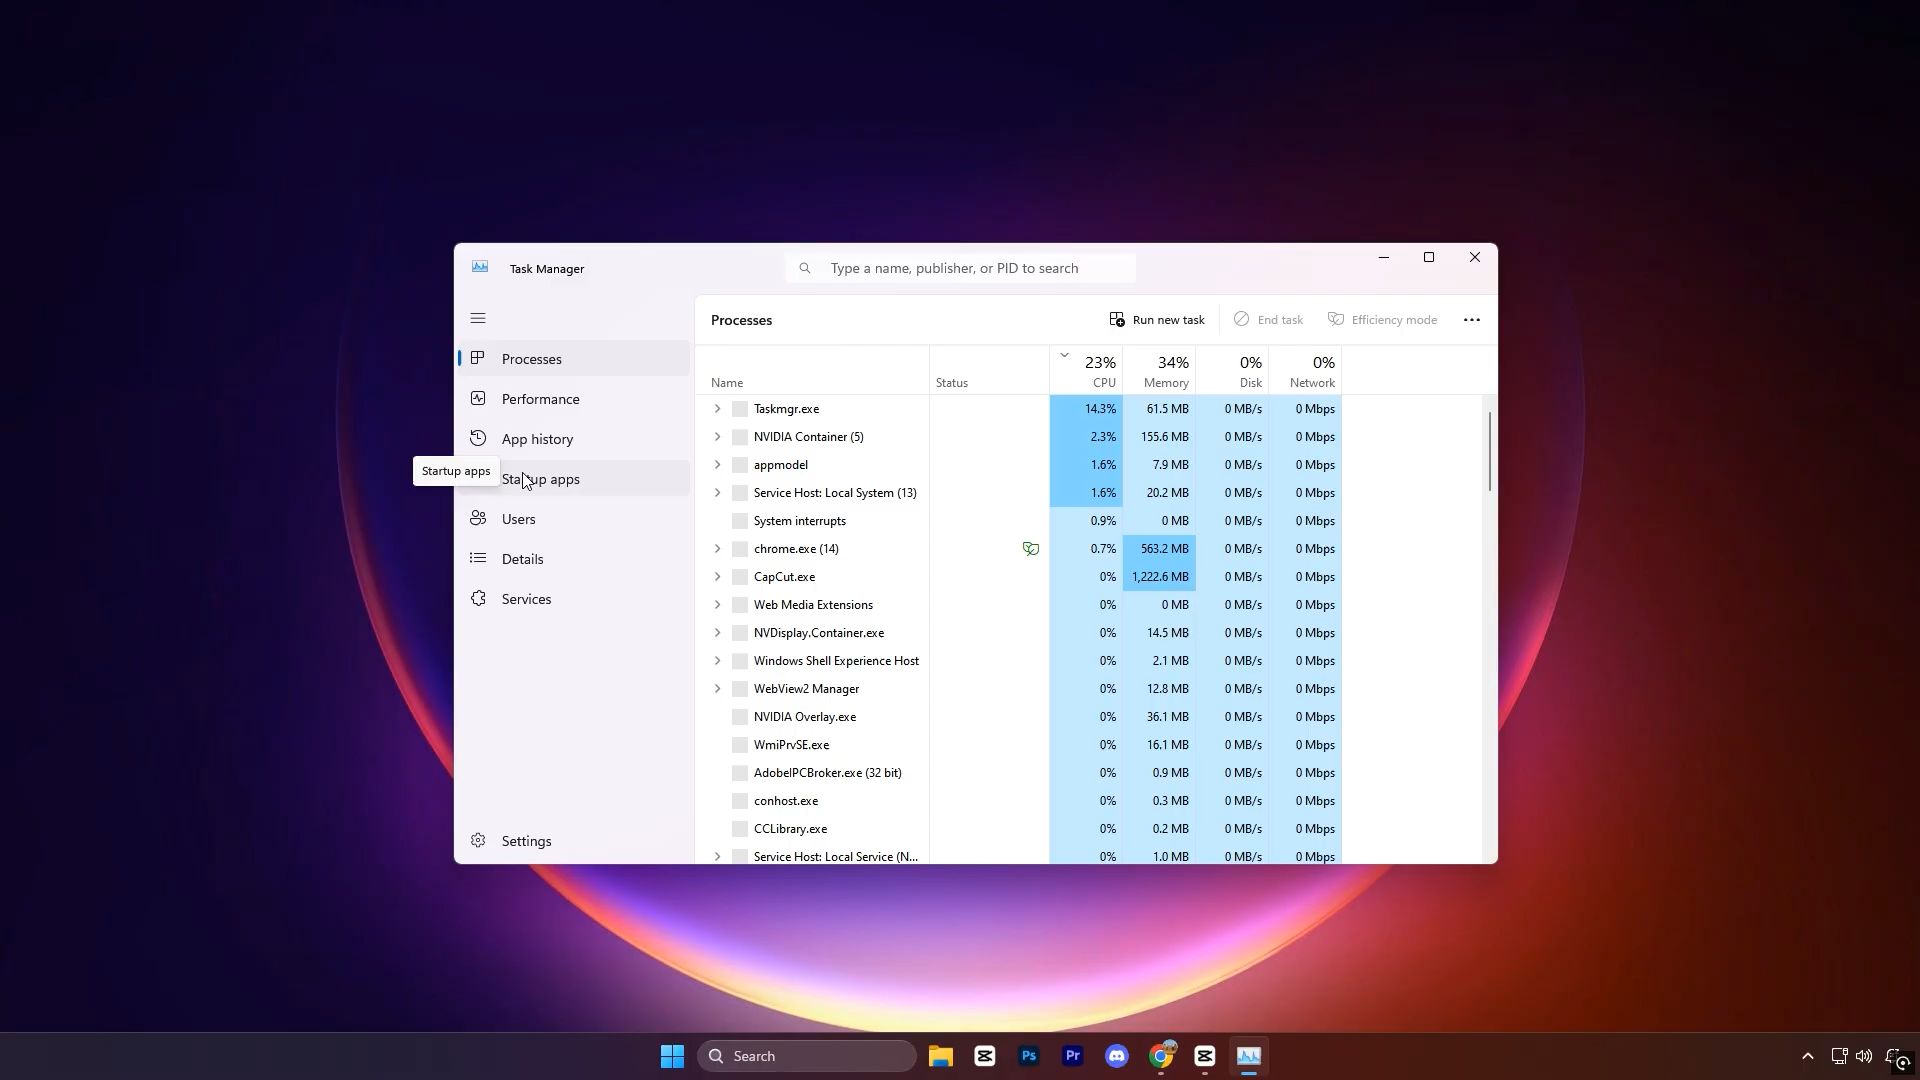 Task Manager
Type a name, publisher, or PID to search
Processes
Run new task
End task
Efficiency mode
Processes
Performance
App history
Startup apps
Startup apps
Users
Details
Services
Settings
23% 34% 0% 0%
Name Status CPU Memory Disk Network
Taskmgr.exe 14.3% 61.5 MB 0 MB/s 0 Mbps
NVIDIA Container (5) 2.3% 155.6 MB 0 MB/s 0 Mbps
appmodel 1.6% 7.9 MB 0 MB/s 0 Mbps
Service Host: Local System (13) 1.6% 20.2 MB 0 MB/s 0 Mbps
System interrupts 0.9% 0 MB 0 MB/s 0 Mbps
chrome.exe (14) 0.7% 563.2 MB 0 MB/s 0 Mbps
CapCut.exe 0% 1,222.6 MB 0 MB/s 0 Mbps
Web Media Extensions 0% 0 MB 0 MB/s 0 Mbps
NVDisplay.Container.exe 0% 14.5 MB 0 MB/s 0 Mbps
Windows Shell Experience Host 0% 2.1 MB 0 MB/s 0 Mbps
WebView2 Manager 0% 12.8 MB 0 MB/s 0 Mbps
NVIDIA Overlay.exe 0% 36.1 MB 0 MB/s 0 Mbps
WmiPrvSE.exe 0% 16.1 MB 0 MB/s 0 Mbps
AdobeIPCBroker.exe (32 bit) 0% 0.9 MB 0 MB/s 0 Mbps
conhost.exe 0% 0.3 MB 0 MB/s 0 Mbps
CCLibrary.exe 0% 0.2 MB 0 MB/s 0 Mbps
Service Host: Local Service (N... 0% 1.0 MB 0 MB/s 0 Mbps
Search
Ps
Pr